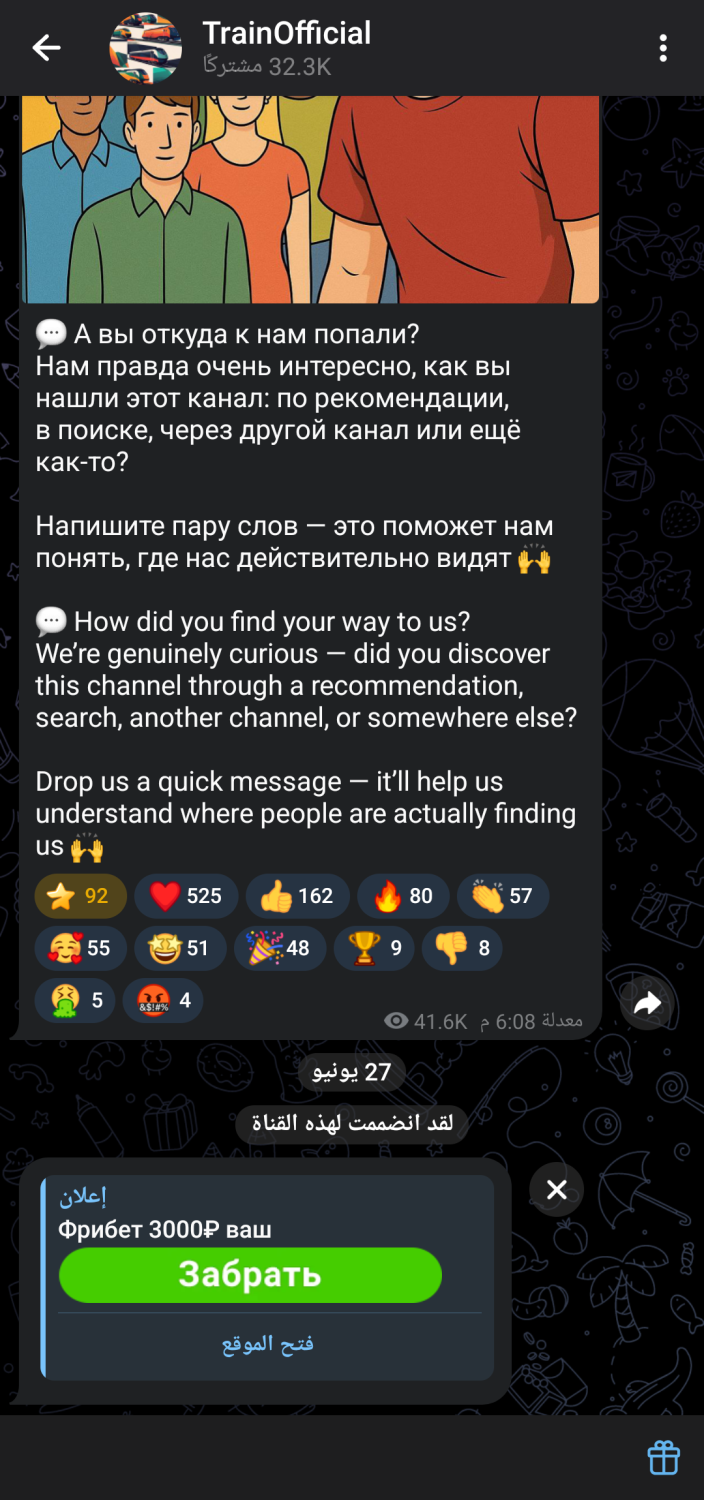 TrainOfficial
32.3K مشتركًا
💬 А вы откуда к нам попали?
Нам правда очень интересно, как вы
нашли этот канал: по рекомендации,
в поиске, через другой канал или ещё
как-то?
Напишите пару слов — это поможет нам
понять, где нас действительно видят 🙌
💬 How did you find your way to us?
We’re genuinely curious — did you discover
this channel through a recommendation,
search, another channel, or somewhere else?
Drop us a quick message — it’ll help us
understand where people are actually finding
us 🙌
⭐ 92 ❤️ 525 👍 162 🔥 80 👏 57
🥰 55 🤩 51 🎉 48 🏆 9 👎 8
🤮 5 🤬 4
41.6K معدلة 6:08 م
27 يونيو
لقد انضممت لهذه القناة
إعلان
Фрибет 3000₽ ваш
Забрать
فتح الموقع